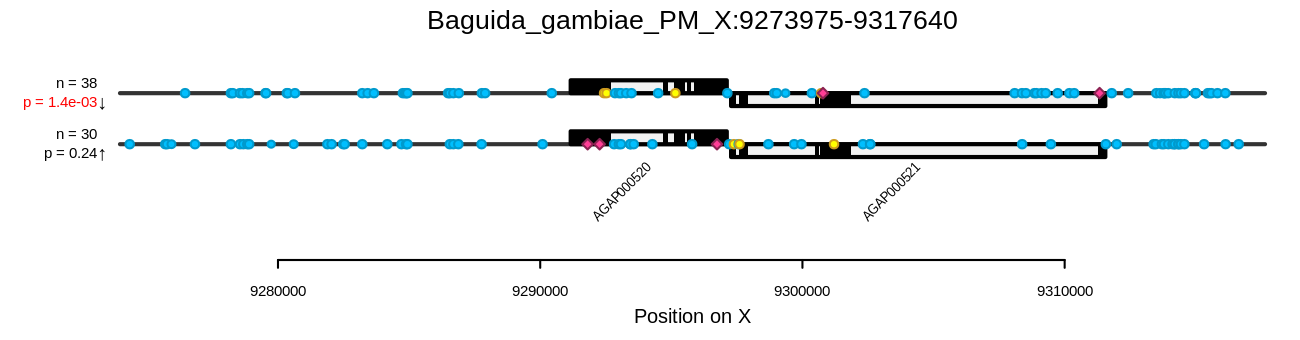 Baguida_gambiae_PM_X:9273975-9317640
n = 38
p = 1.4e-03↓
n = 30
p = 0.24↑
AGAP000520
AGAP000521
9280000 9290000 9300000 9310000
Position on X